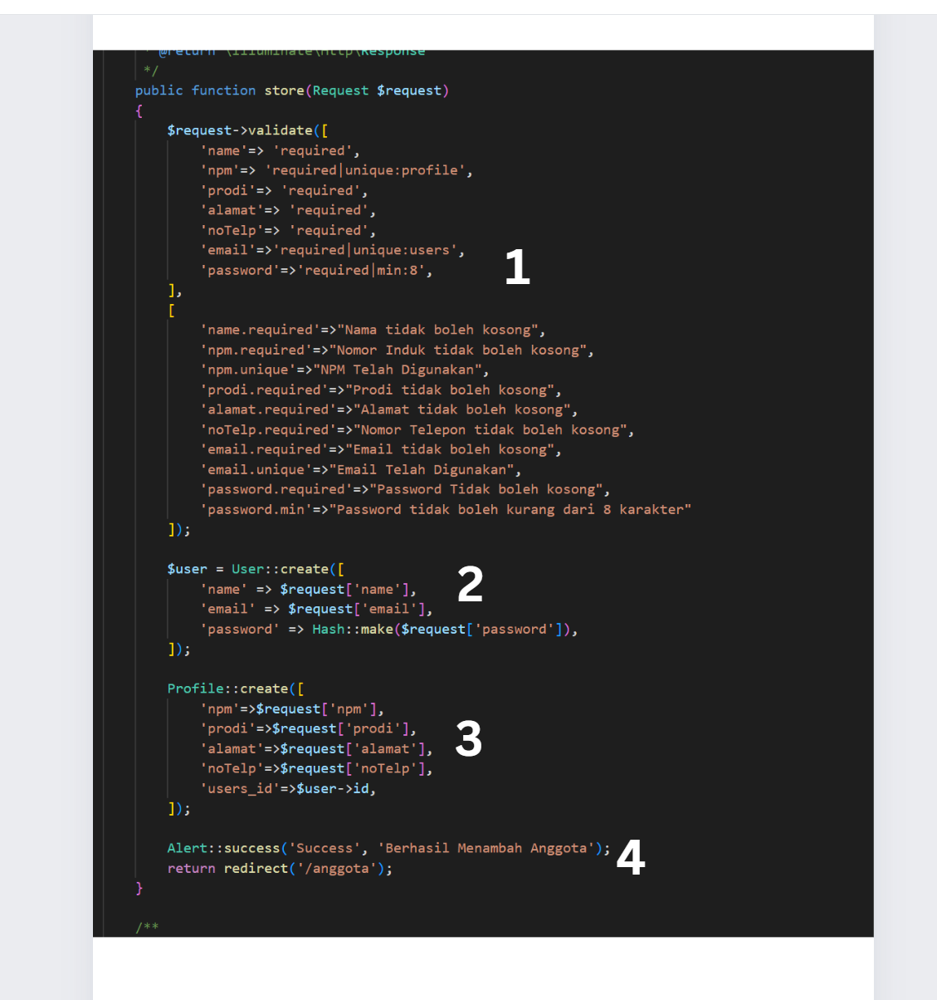 * @return \Illuminate\Http\Response
*/
public function store(Request $request)
{
$request->validate([
'name'=> 'required',
'npm'=> 'required|unique:profile',
'prodi'=> 'required',
'alamat'=> 'required',
'noTelp'=> 'required',
'email'=>'required|unique:users',
'password'=>'required|min:8',
1
],
[
'name.required'=>"Nama tidak boleh kosong",
'npm.required'=>"Nomor Induk tidak boleh kosong",
'npm.unique'=>"NPM Telah Digunakan",
'prodi.required'=>"Prodi tidak boleh kosong",
'alamat.required'=>"Alamat tidak boleh kosong",
'noTelp.required'=>"Nomor Telepon tidak boleh kosong",
'email.required'=>"Email tidak boleh kosong",
'email.unique'=>"Email Telah Digunakan",
'password.required'=>"Password Tidak boleh kosong",
'password.min'=>"Password tidak boleh kurang dari 8 karakter"
]);
$user = User::create([
'name' => $request['name'],
2
'email' => $request['email'],
'password' => Hash::make($request['password']),
]);
Profile::create([
'npm'=>$request['npm'],
'prodi'=>$request['prodi'],
3
'alamat'=>$request['alamat'],
'noTelp'=>$request['noTelp'],
'users_id'=>$user->id,
]);
Alert::success('Success', 'Berhasil Menambah Anggota');
4
return redirect('/anggota');
}
/**